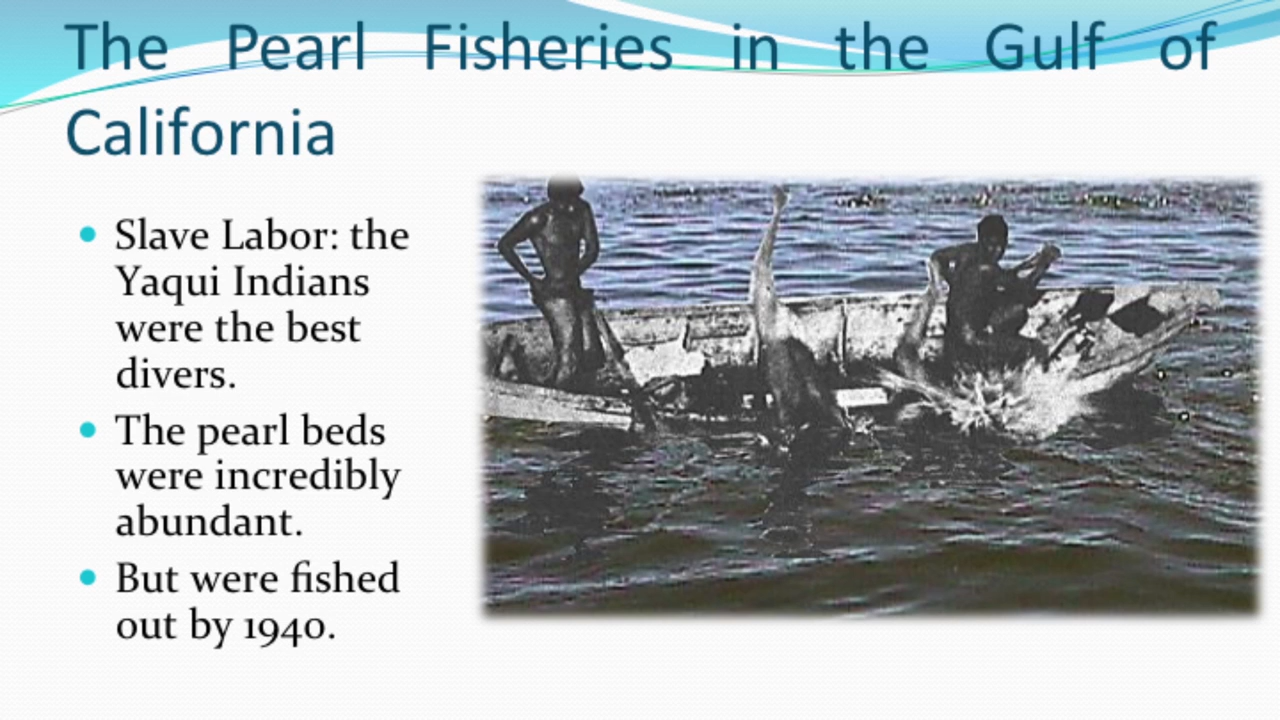 The Pearl Fisheries in the Gulf of
California
• Slave Labor: the
Yaqui Indians
were the best
divers.
• The pearl beds
were incredibly
abundant.
• But were fished
out by 1940.